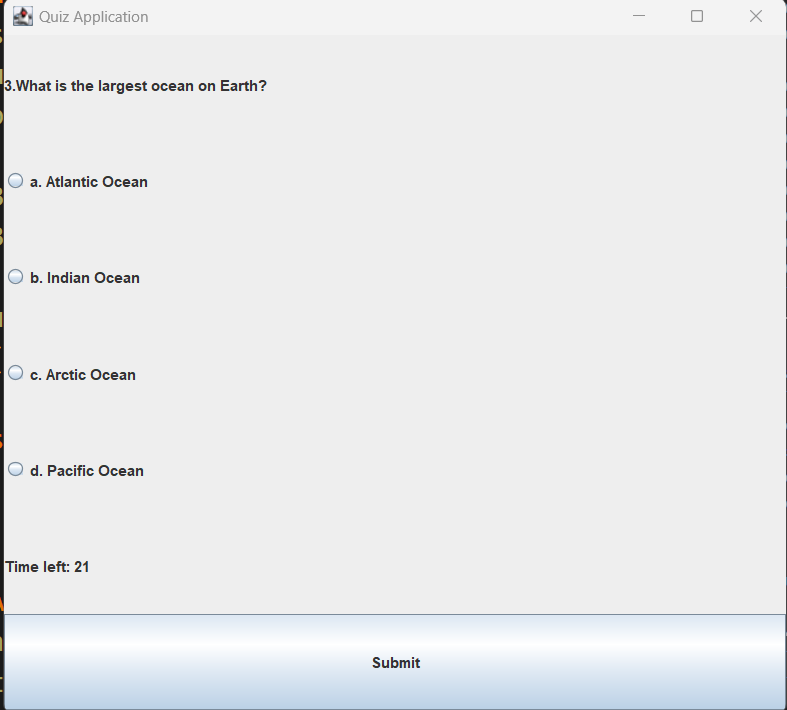 Quiz Application
3.What is the largest ocean on Earth?
a. Atlantic Ocean
b. Indian Ocean
c. Arctic Ocean
d. Pacific Ocean
Time left: 21
Submit